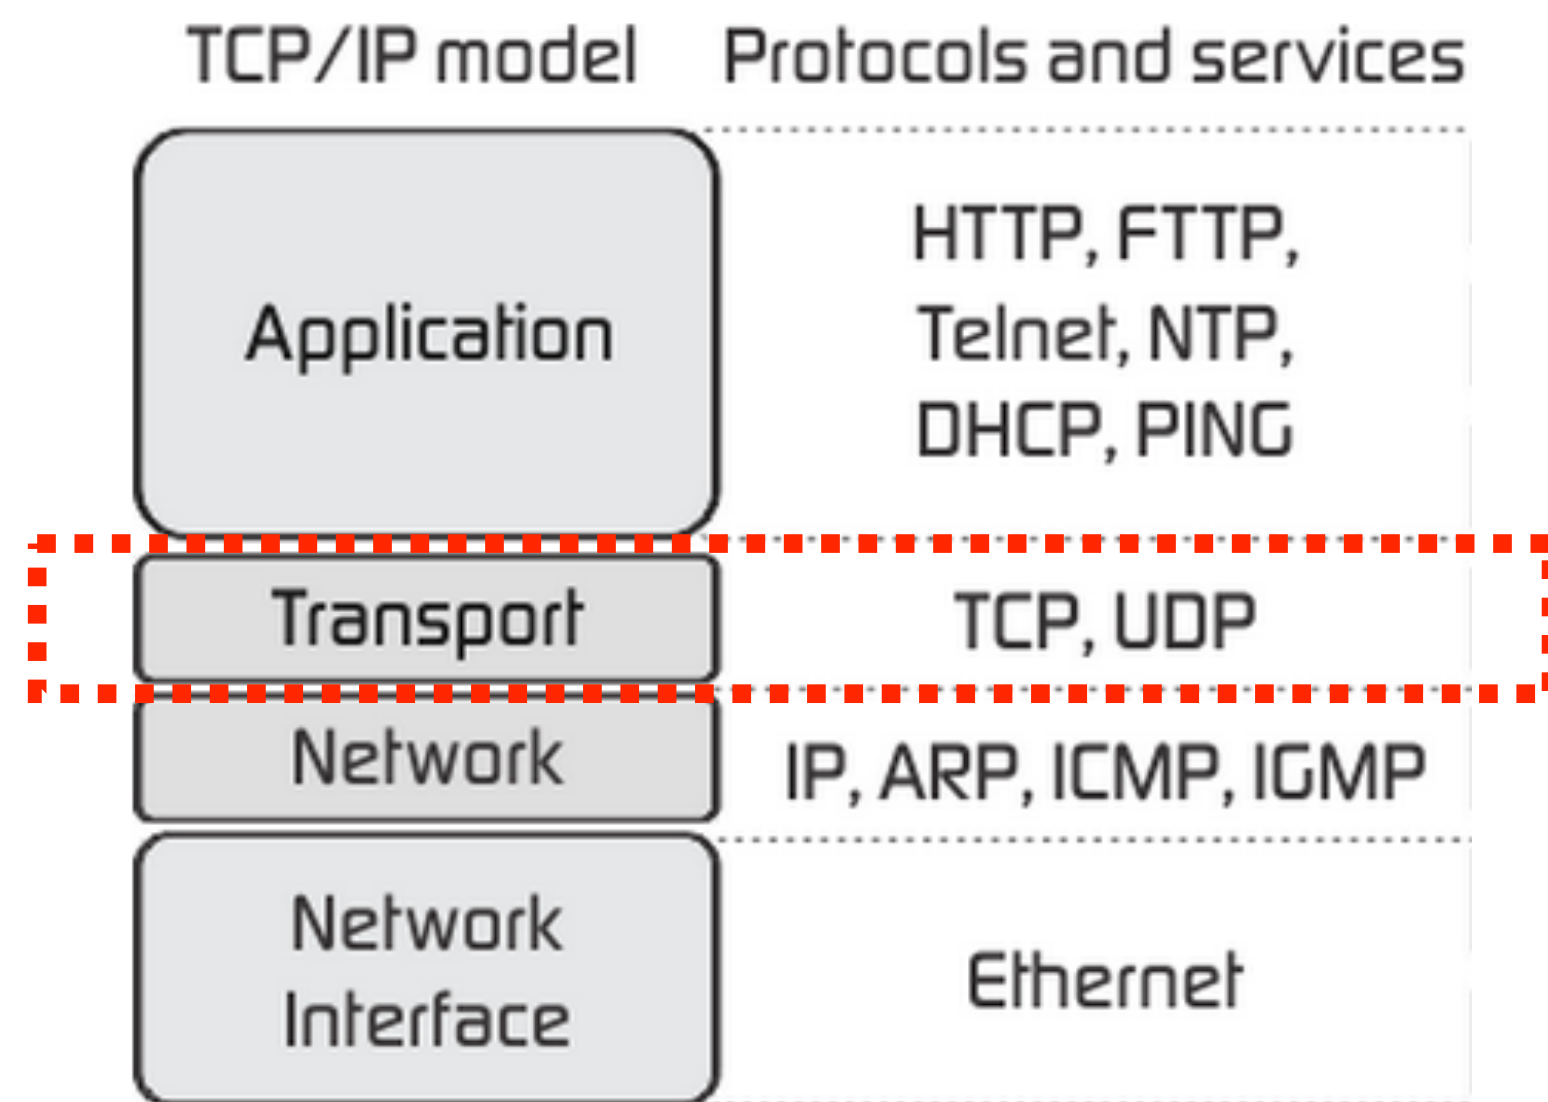 TCP/IP model
Protocols and services
Application
HTTP, FTTP,
Telnet, NTP,
DHCP, PING
Transport
TCP, UDP
Network
IP, ARP, ICMP, IGMP
Network
Interface
Ethernet